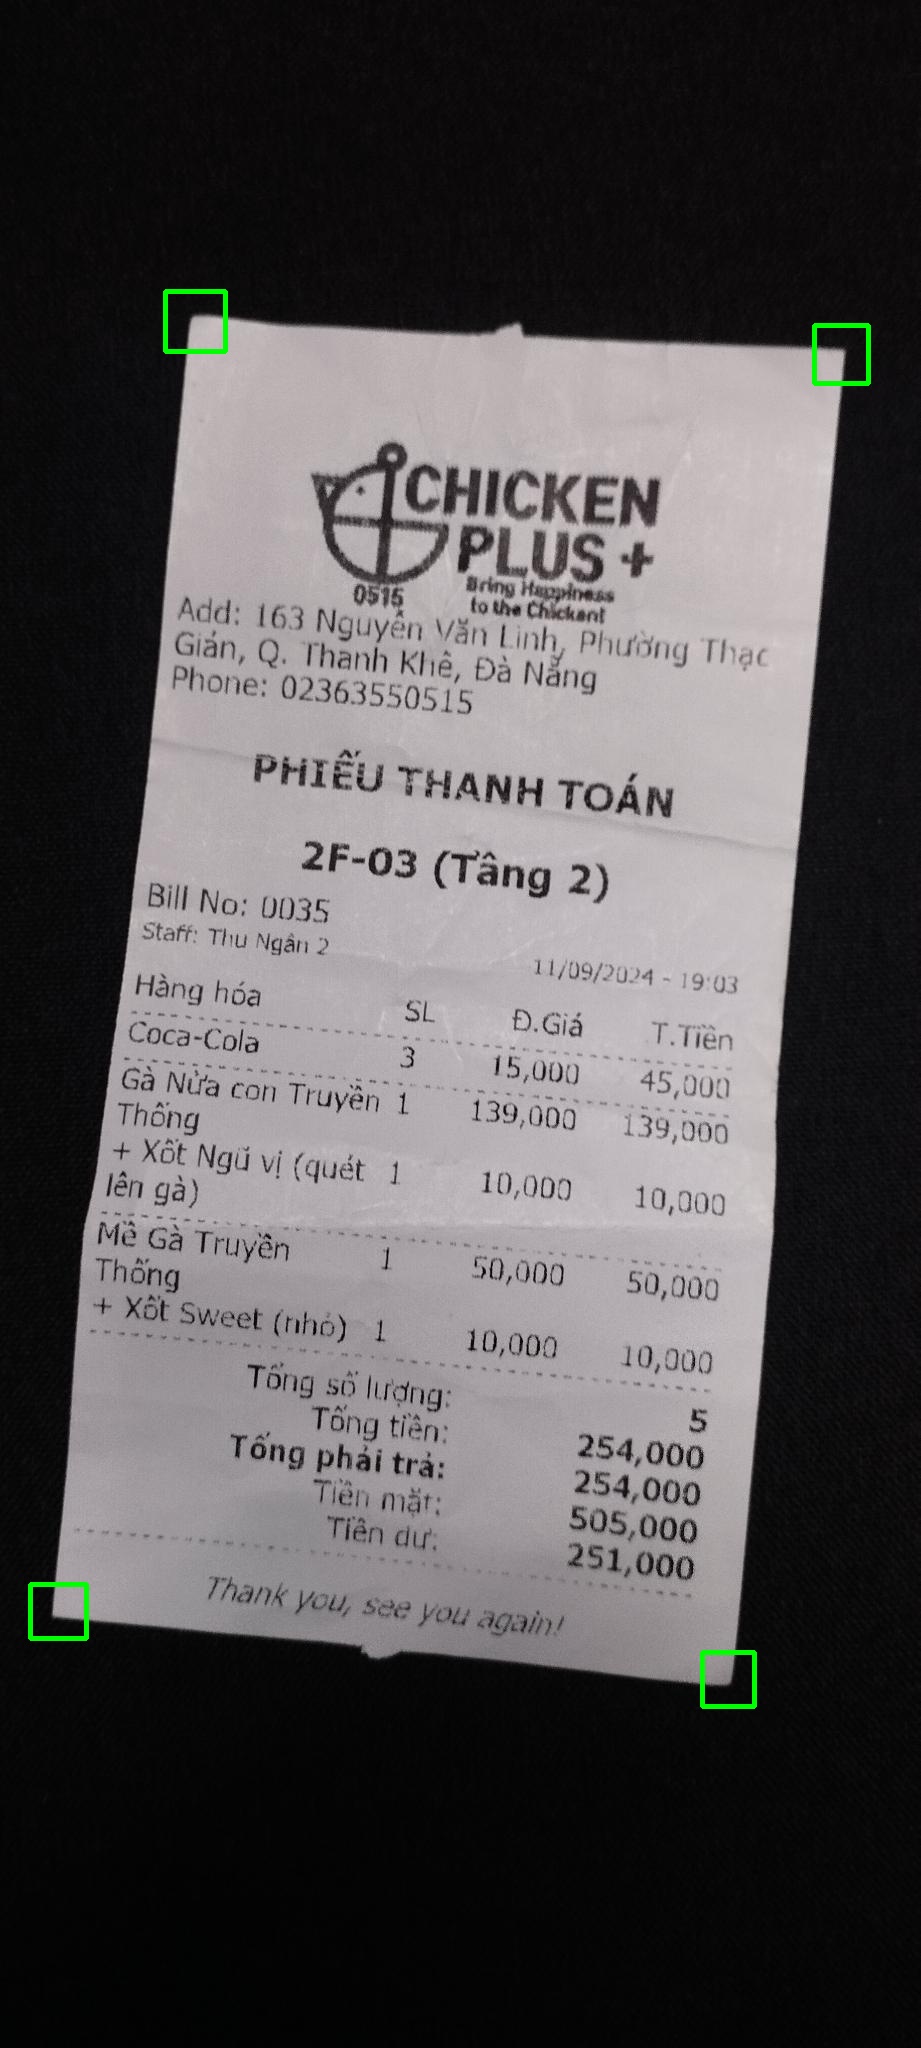 CHICKEN
PLUS +
Bring Happiness
to the Chicken!
0515
Add: 163 Nguyễn Văn Linh, Phường Thạc
Gián, Q. Thanh Khê, Đà Nẵng
Phone: 02363550515
PHIẾU THANH TOÁN
2F-03 (Tầng 2)
Bill No: 0035
Staff: Thu Ngân 2
11/09/2024 - 19:03
Hàng hóa SL Đ.Giá T.Tiền
Coca-Cola 3 15,000 45,000
Gà Nửa con Truyền 1 139,000 139,000
Thống
+ Xốt Ngũ vị (quét 1 10,000 10,000
lên gà)
Mề Gà Truyền 1 50,000 50,000
Thống
+ Xốt Sweet (nhỏ) 1 10,000 10,000
Tổng số lượng: 5
Tổng tiền: 254,000
Tổng phải trả: 254,000
Tiền mặt: 505,000
Tiền dư: 251,000
Thank you, see you again!